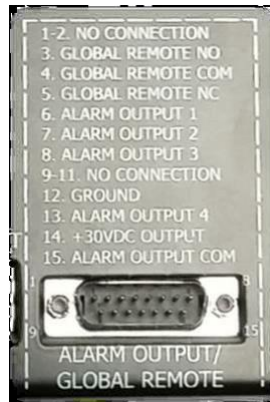 1-2. NO CONNECTION
3. GLOBAL REMOTE NO
4. GLOBAL REMOTE COM
5. GLOBAL REMOTE NC
6. ALARM OUTPUT 1
7. ALARM OUTPUT 2
8. ALARM OUTPUT 3
9-11. NO CONNECTION
12. GROUND
13. ALARM OUTPUT 4
14. +30VDC OUTPUT
15. ALARM OUTPUT COM
1 8
9 15
ALARM OUTPUT/
GLOBAL REMOTE